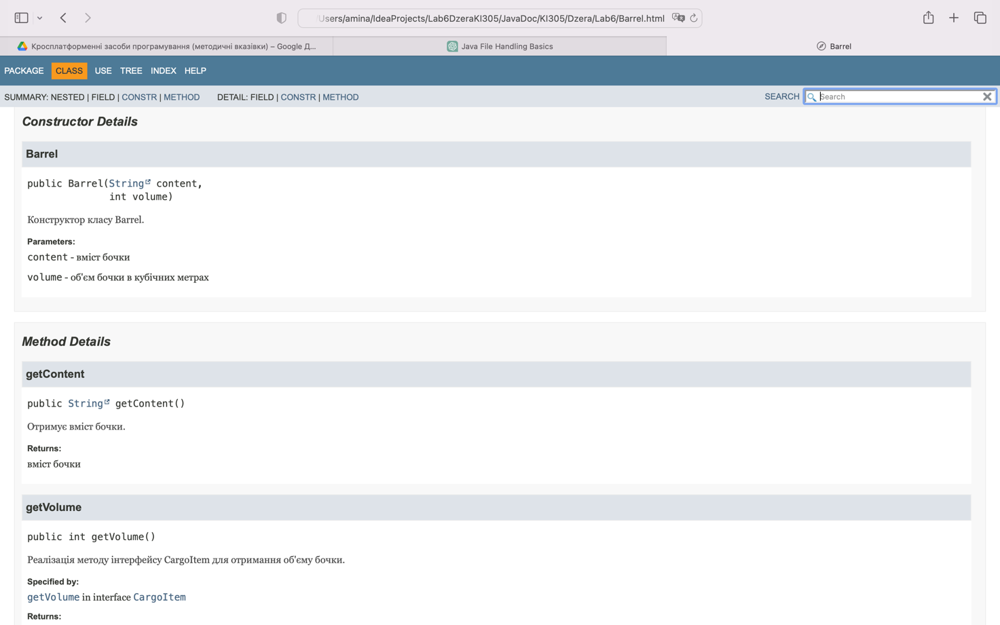 /Users/amina/IdeaProjects/Lab6DzeraKI305/JavaDoc/KI305/Dzera/Lab6/Barrel.html
Кросплатформенні засоби програмування (методичні вказівки) – Google Д...
Java File Handling Basics
Barrel
PACKAGE CLASS USE TREE INDEX HELP
SUMMARY: NESTED | FIELD | CONSTR | METHOD DETAIL: FIELD | CONSTR | METHOD SEARCH Search
Constructor Details
Barrel
public Barrel(String content,
int volume)
Конструктор класу Barrel.
Parameters:
content - вміст бочки
volume - об'єм бочки в кубічних метрах
Method Details
getContent
public String getContent()
Отримує вміст бочки.
Returns:
вміст бочки
getVolume
public int getVolume()
Реалізація методу інтерфейсу CargoItem для отримання об'єму бочки.
Specified by:
getVolume in interface CargoItem
Returns: